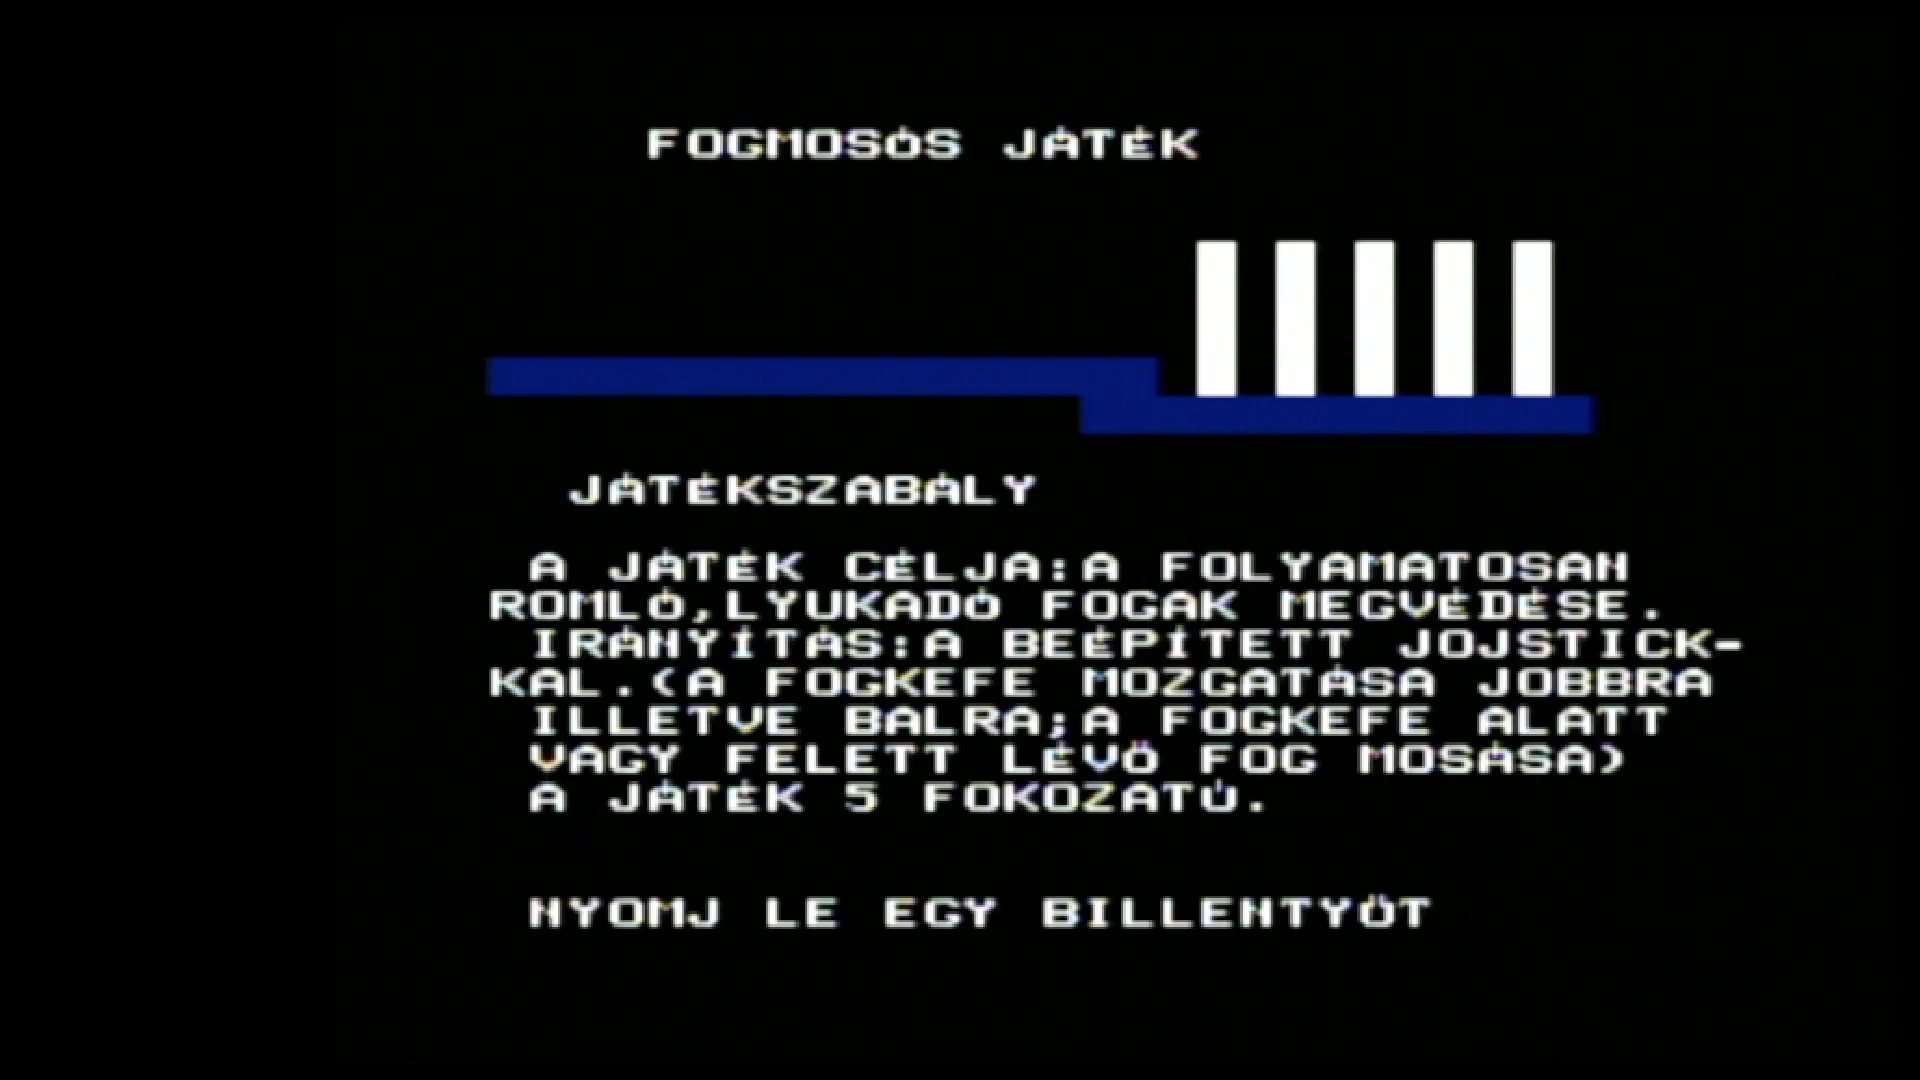 FOGMOSÓS JÁTÉK
JÁTÉKSZABÁLY
A JÁTÉK CÉLJA:A FOLYAMATOSAN
ROMLÓ,LYUKADÓ FOGAK MEGVÉDÉSE.
IRÁNYÍTÁS:A BEÉPÍTETT JOJSTICK-
KAL.(A FOGKEFE MOZGATÁSA JOBBRA
ILLETVE BALRA;A FOGKEFE ALATT
VAGY FELETT LÉVŐ FOG MOSÁSA)
A JÁTÉK 5 FOKOZATÚ.
NYOMJ LE EGY BILLENTYŰT